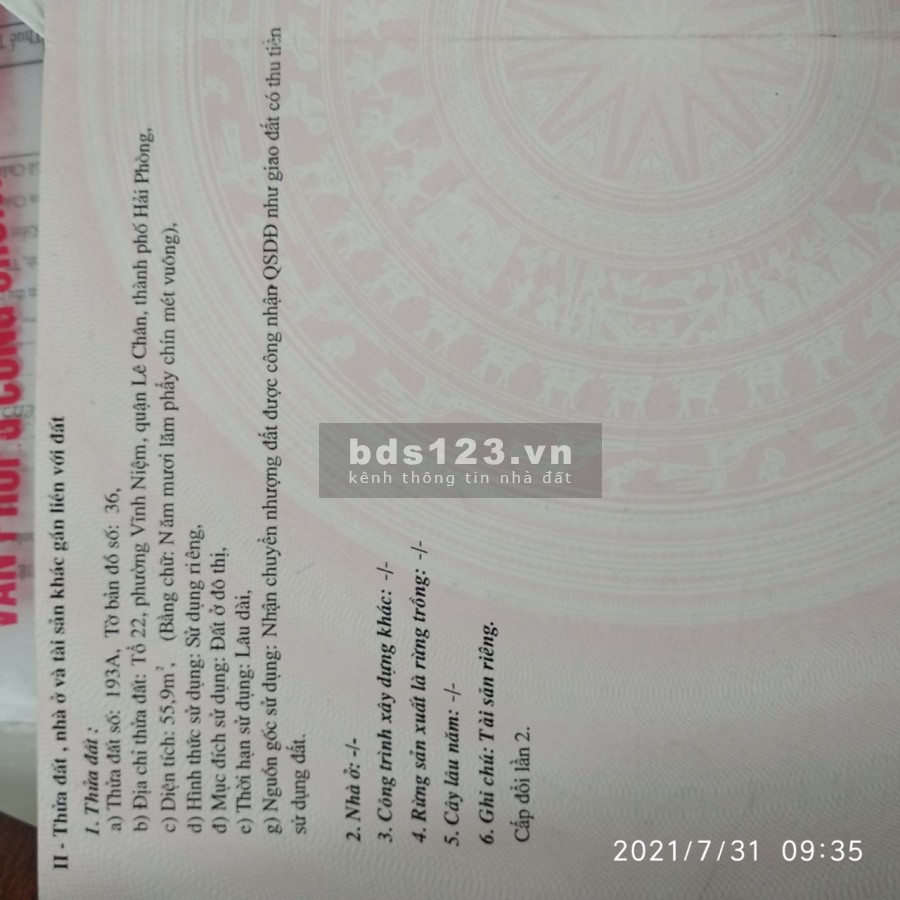 II - Thửa đất , nhà ở và tài sản khác gắn liền với đất
1. Thửa đất :
a) Thửa đất số: 193A, Tờ bản đồ số: 36,
b) Địa chỉ thửa đất: Tổ 22, phường Vĩnh Niệm, quận Lê Chân, thành phố Hải Phòng,
c) Diện tích: 55,9m², (Bằng chữ: Năm mươi lăm phẩy chín mét vuông),
d) Hình thức sử dụng: Sử dụng riêng,
đ) Mục đích sử dụng: Đất ở đô thị,
e) Thời hạn sử dụng: Lâu dài,
g) Nguồn gốc sử dụng: Nhận chuyển nhượng đất được công nhận QSDĐ như giao đất có thu tiền
sử dụng đất.
2. Nhà ở: -/-
3. Công trình xây dựng khác: -/-
4. Rừng sản xuất là rừng trồng: -/-
5. Cây lâu năm: -/-
6. Ghi chú: Tài sản riêng.
Cấp đổi lần 2.
bds123.vn
kênh thông tin nhà đất
2021/7/31 09:35